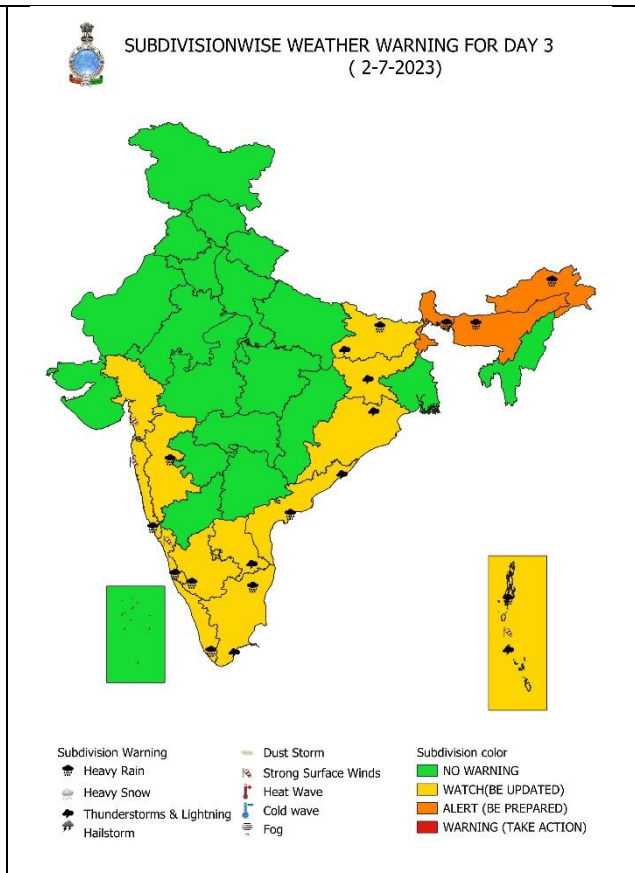 SUBDIVISIONWISE WEATHER WARNING FOR DAY 3
( 2-7-2023)
Subdivision Warning
Heavy Rain
Heavy Snow
Thunderstorms & Lightning
Hailstorm
Dust Storm
Strong Surface Winds
Heat Wave
Cold wave
Fog
Subdivision color
NO WARNING
WATCH(BE UPDATED)
ALERT (BE PREPARED)
WARNING (TAKE ACTION)